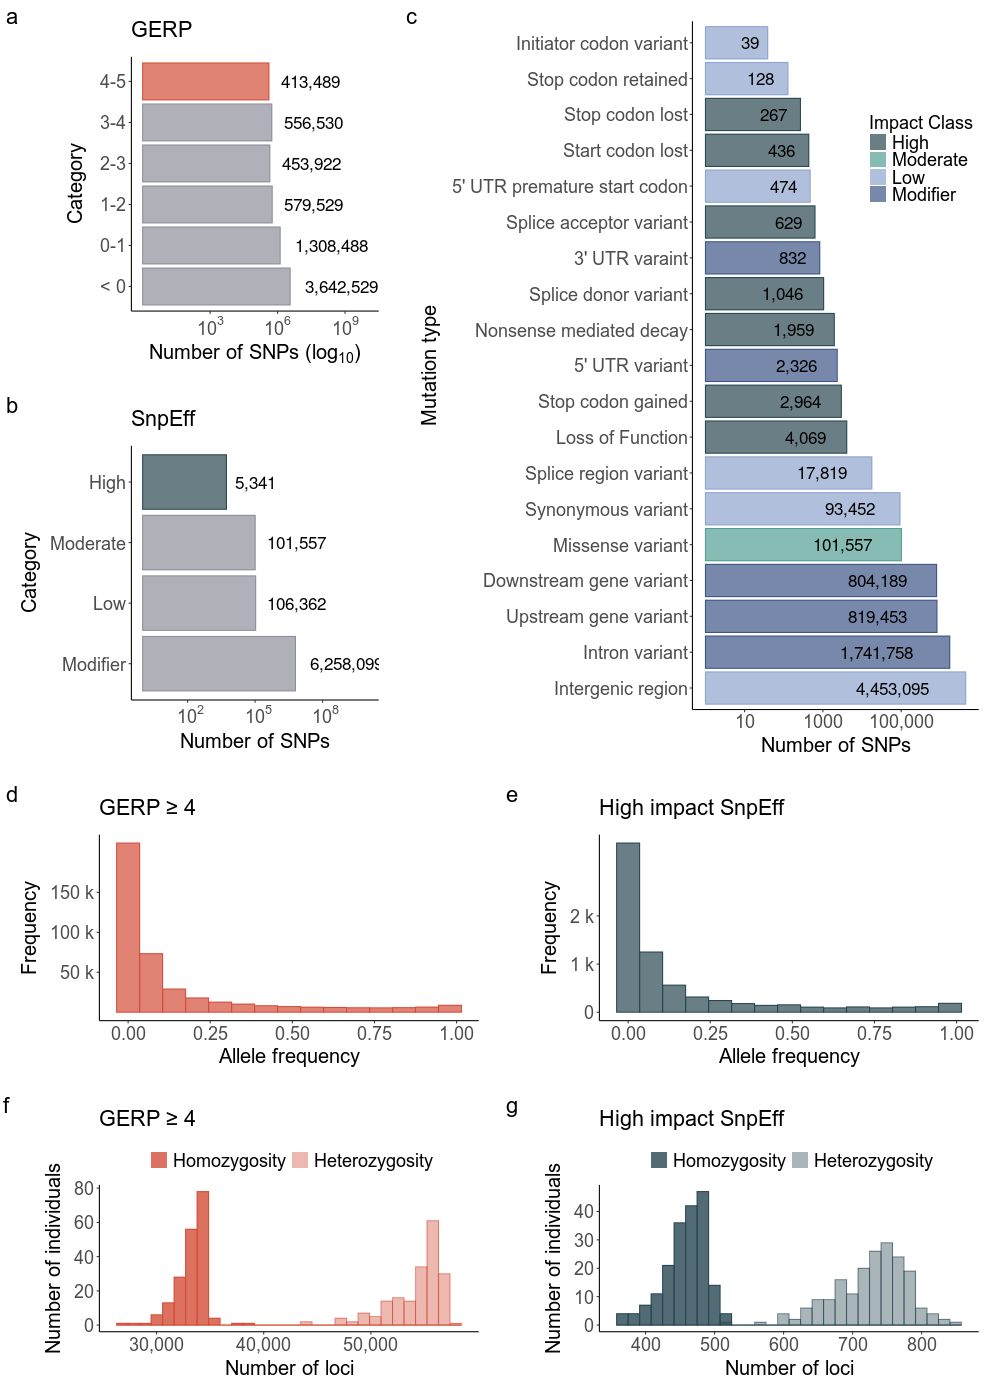 a
GERP
Category
4-5
413,489
3-4
556,530
2-3
453,922
1-2
579,529
0-1
1,308,488
< 0
3,642,529
10³
10⁶
10⁹
Number of SNPs (log₁₀)
b
SnpEff
Category
High
5,341
Moderate
101,557
Low
106,362
Modifier
6,258,099
10²
10⁵
10⁸
Number of SNPs
c
Mutation type
Initiator codon variant
39
Stop codon retained
128
Stop codon lost
267
Start codon lost
436
5' UTR premature start codon
474
Splice acceptor variant
629
3' UTR varaint
832
Splice donor variant
1,046
Nonsense mediated decay
1,959
5' UTR variant
2,326
Stop codon gained
2,964
Loss of Function
4,069
Splice region variant
17,819
Synonymous variant
93,452
Missense variant
101,557
Downstream gene variant
804,189
Upstream gene variant
819,453
Intron variant
1,741,758
Intergenic region
4,453,095
10
1000
100,000
Number of SNPs
Impact Class
High
Moderate
Low
Modifier
d
GERP ≥ 4
Frequency
150 k
100 k
50 k
0.00
0.25
0.50
0.75
1.00
Allele frequency
e
High impact SnpEff
Frequency
2 k
1 k
0
0.00
0.25
0.50
0.75
1.00
Allele frequency
f
GERP ≥ 4
Homozygosity
Heterozygosity
Number of individuals
80
60
40
20
0
30,000
40,000
50,000
Number of loci
g
High impact SnpEff
Homozygosity
Heterozygosity
Number of individuals
40
30
20
10
0
400
500
600
700
800
Number of loci